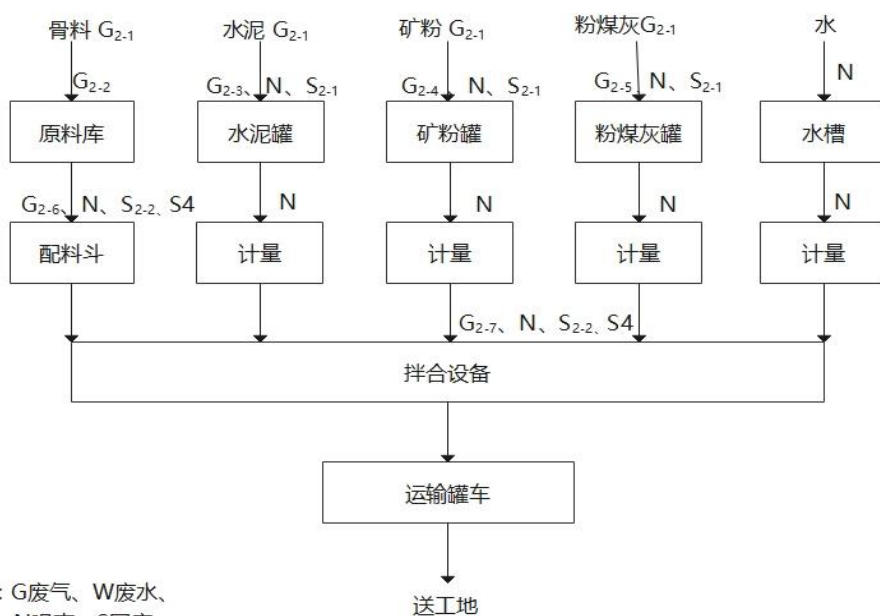 骨料 G2-1 水泥 G2-1 矿粉 G2-1 粉煤灰G2-1 水
G2-2 G2-3、N、S2-1 G2-4、N、S2-1 G2-5、N、S2-1 N
原料库 水泥罐 矿粉罐 粉煤灰罐 水槽
G2-6、N、S2-2、S4 N N N N
配料斗 计量 计量 计量 计量
G2-7、N、S2-2、S4
拌合设备
运输罐车
送工地
：G废气、W废水、